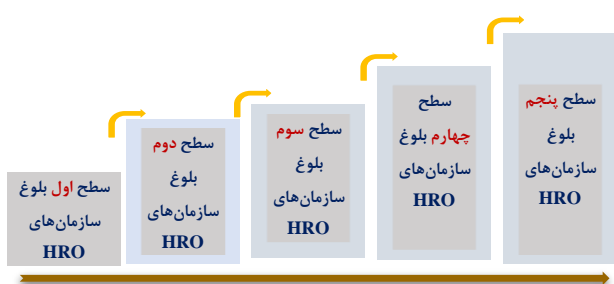 سطح اول بلوغ
سازمان‌های
HRO
سطح دوم
بلوغ
سازمان‌های
HRO
سطح سوم
بلوغ
سازمان‌های
HRO
سطح
چهارم بلوغ
سازمان‌های
HRO
سطح پنجم
بلوغ
سازمان‌های
HRO